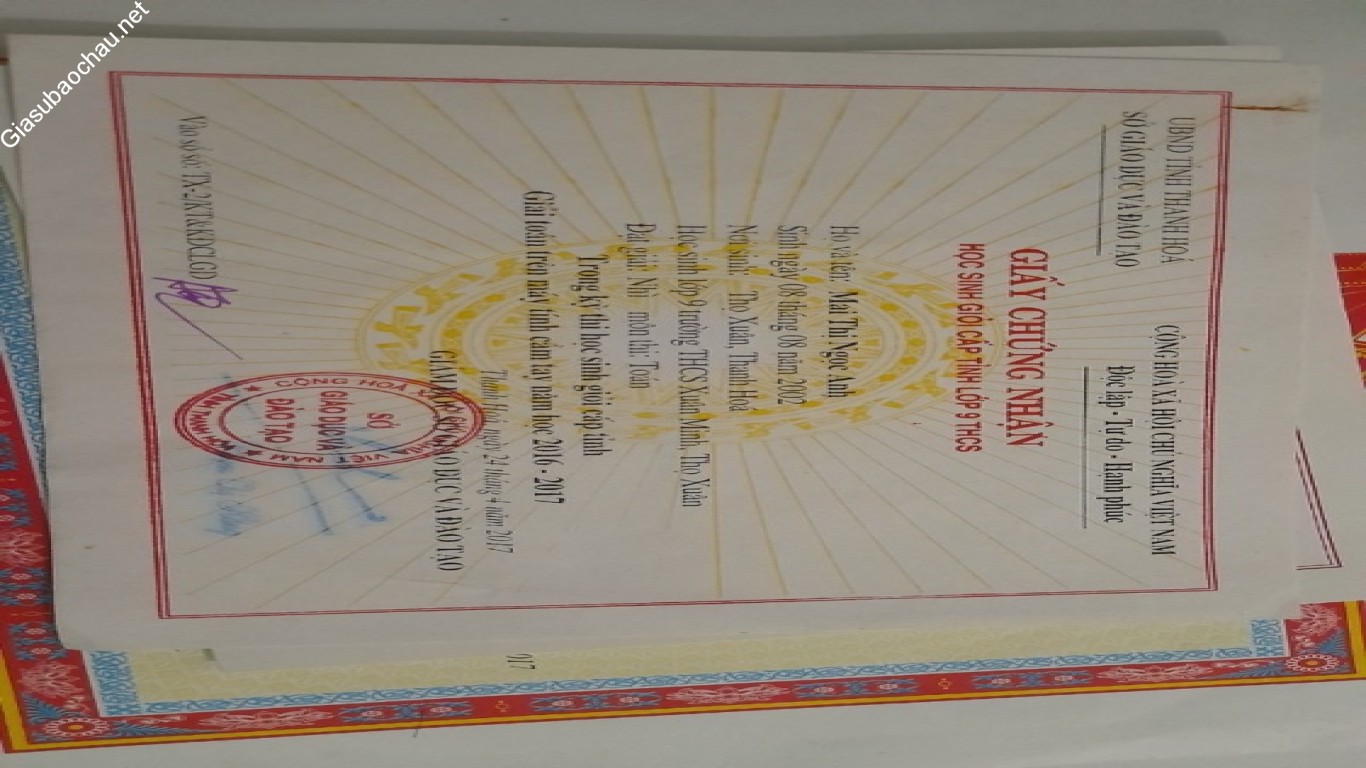 Giasubaochau.net
UBND TỈNH THANH HOÁ
SỞ GIÁO DỤC VÀ ĐÀO TẠO
CỘNG HOÀ XÃ HỘI CHỦ NGHĨA VIỆT NAM
Độc lập - Tự do - Hạnh phúc
GIẤY CHỨNG NHẬN
HỌC SINH GIỎI CẤP TỈNH LỚP 9 THCS
Họ và tên: Mai Thị Ngọc Anh
Sinh ngày 08 tháng 08 năm 2002
Nơi sinh: Thọ Xuân, Thanh Hoá
Học sinh lớp 9 trường THCS Xuân Minh, Thọ Xuân
Đạt giải: Nhì môn thi: Toán
Trong kỳ thi học sinh giỏi cấp tỉnh
Giải toán trên máy tính cầm tay năm học 2016 - 2017
Thanh Hoá, ngày 24 tháng 4 năm 2017
GIÁM ĐỐC SỞ GIÁO DỤC VÀ ĐÀO TẠO
SỞ
GIÁO DỤC VÀ
ĐÀO TẠO
Vào sổ số: TX-2/KTKĐCLGD
017